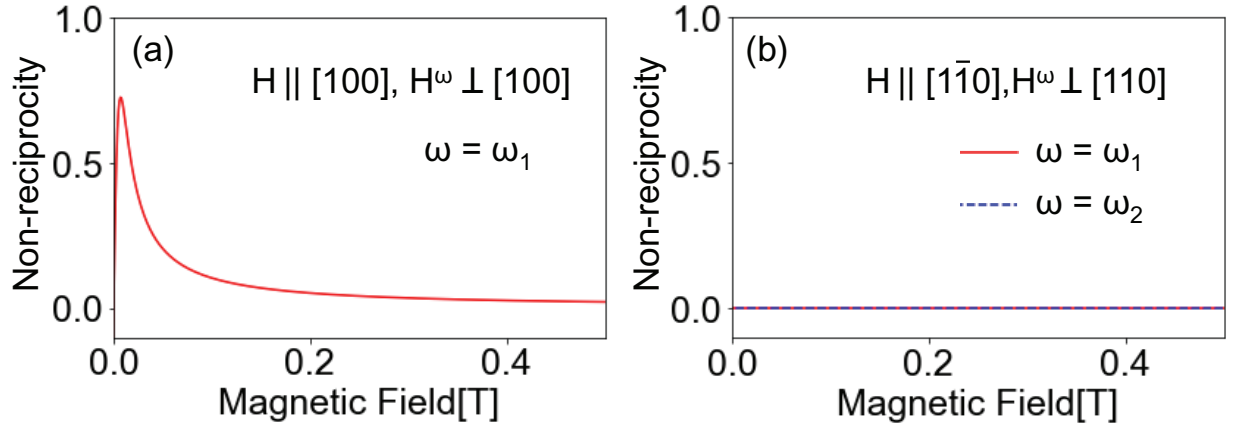 (a)
H || [100], H^ω ⊥ [100]
ω = ω₁
Non-reciprocity
1.0
0.5
0.0
0.0 0.2 0.4
Magnetic Field[T]
(b)
H || [11̄0],H^ω ⊥ [110]
ω = ω₁
ω = ω₂
Non-reciprocity
1.0
0.5
0.0
0.0 0.2 0.4
Magnetic Field[T]